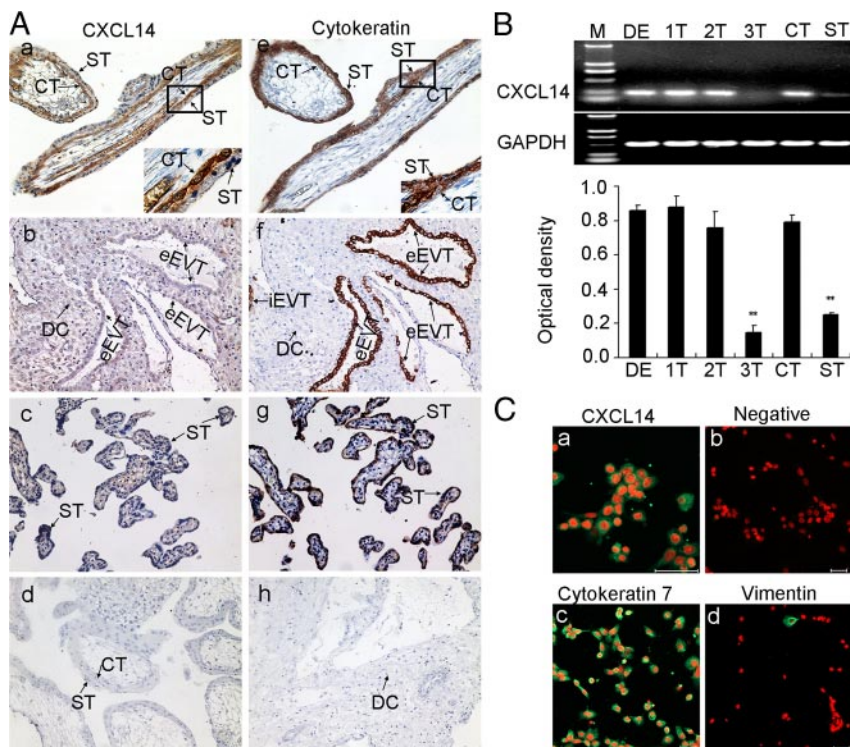 A
CXCL14
Cytokeratin
a
ST
CT
ST
CT
ST
e
ST
CT
ST
CT
ST
CT
b
eEVT
eEVT
eEVT
DC
f
eEVT
iEVT
eEVT
DC
c
ST
ST
g
ST
ST
d
CT
ST
h
DC
B
M DE 1T 2T 3T CT ST
CXCL14
GAPDH
Optical density
1.0
0.8
0.6
0.4
0.2
0.0
**
**
DE 1T 2T 3T CT ST
C
CXCL14
Negative
a
b
Cytokeratin 7
Vimentin
c
d